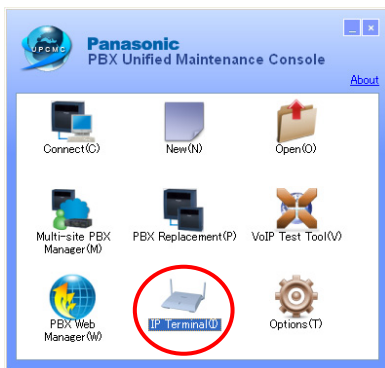 UPCMC
Panasonic
PBX Unified Maintenance Console
About
Connect(C)
New(N)
Open(O)
Multi-site PBX
Manager(M)
PBX Replacement(P)
VoIP Test Tool(V)
PBX Web
Manager(W)
IP Terminal(I)
Options(T)